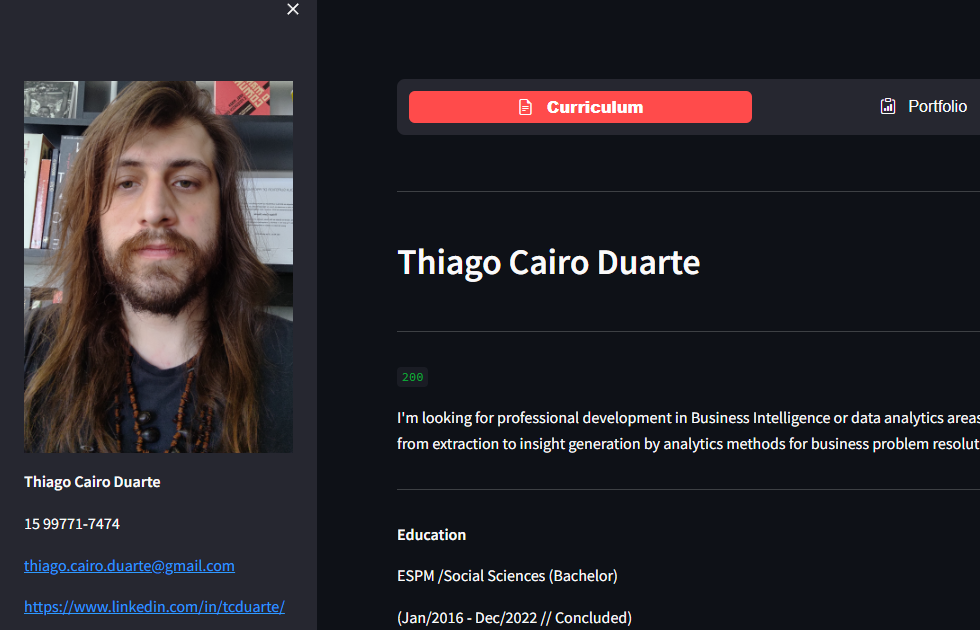 Curriculum
Portfolio
Thiago Cairo Duarte
200
I'm looking for professional development in Business Intelligence or data analytics areas
from extraction to insight generation by analytics methods for business problem resolut
Education
ESPM /Social Sciences (Bachelor)
(Jan/2016 - Dec/2022 // Concluded)
Thiago Cairo Duarte
15 99771-7474
thiago.cairo.duarte@gmail.com
https://www.linkedin.com/in/tcduarte/